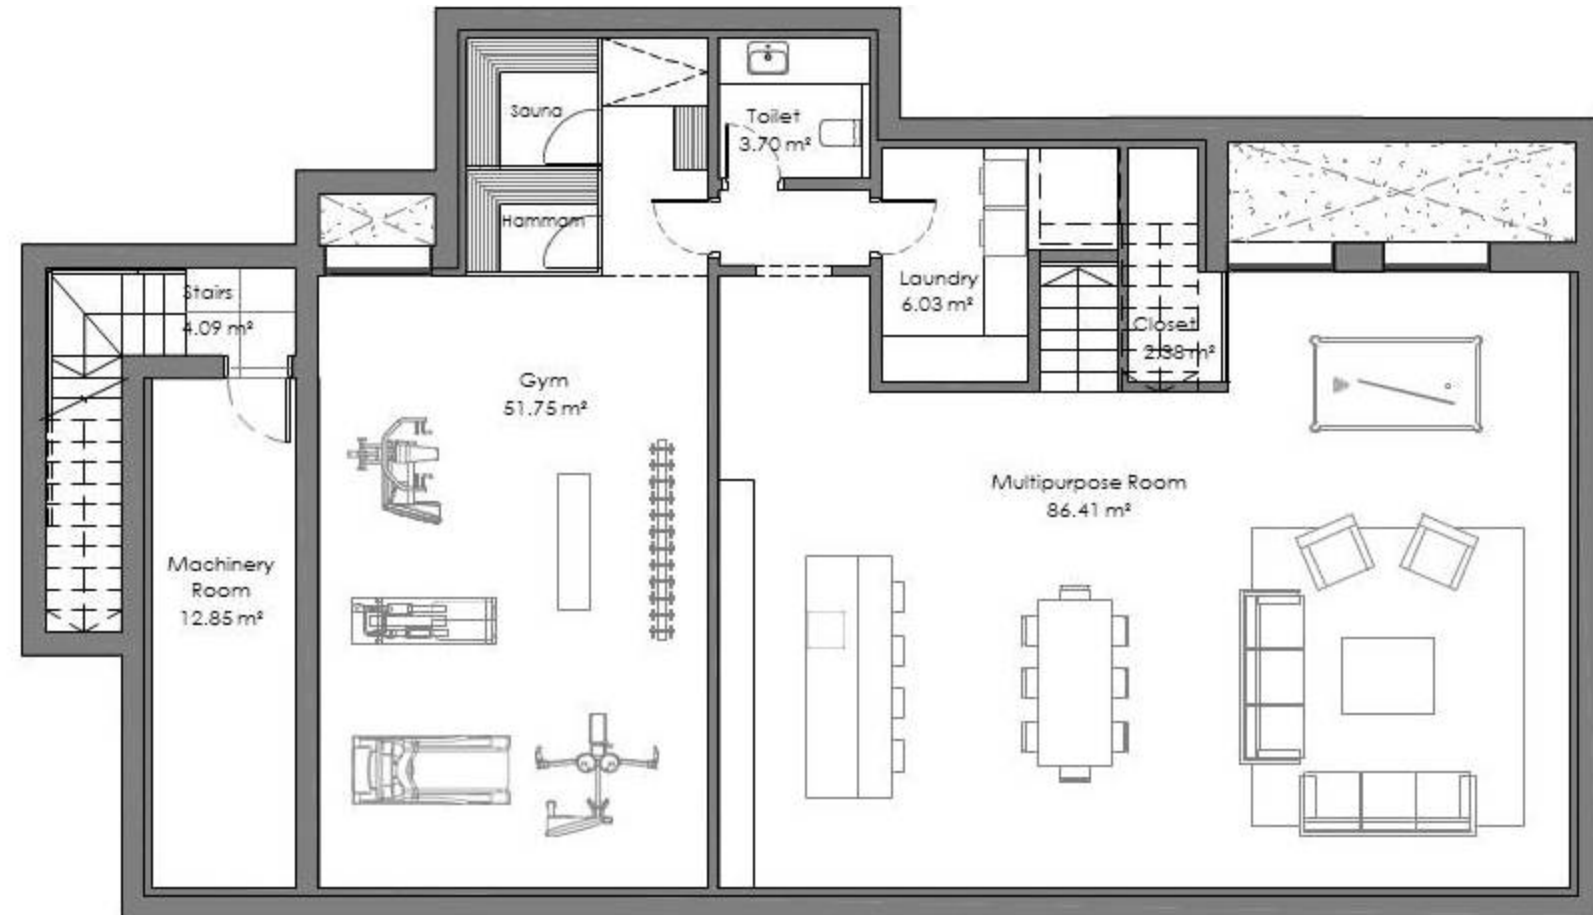 Sauna
Toilet
3.70 m²
Hammam
Stairs
4.09 m²
Laundry
6.03 m²
Closet
2.38 m²
Gym
51.75 m²
Multipurpose Room
86.41 m²
Machinery
Room
12.85 m²